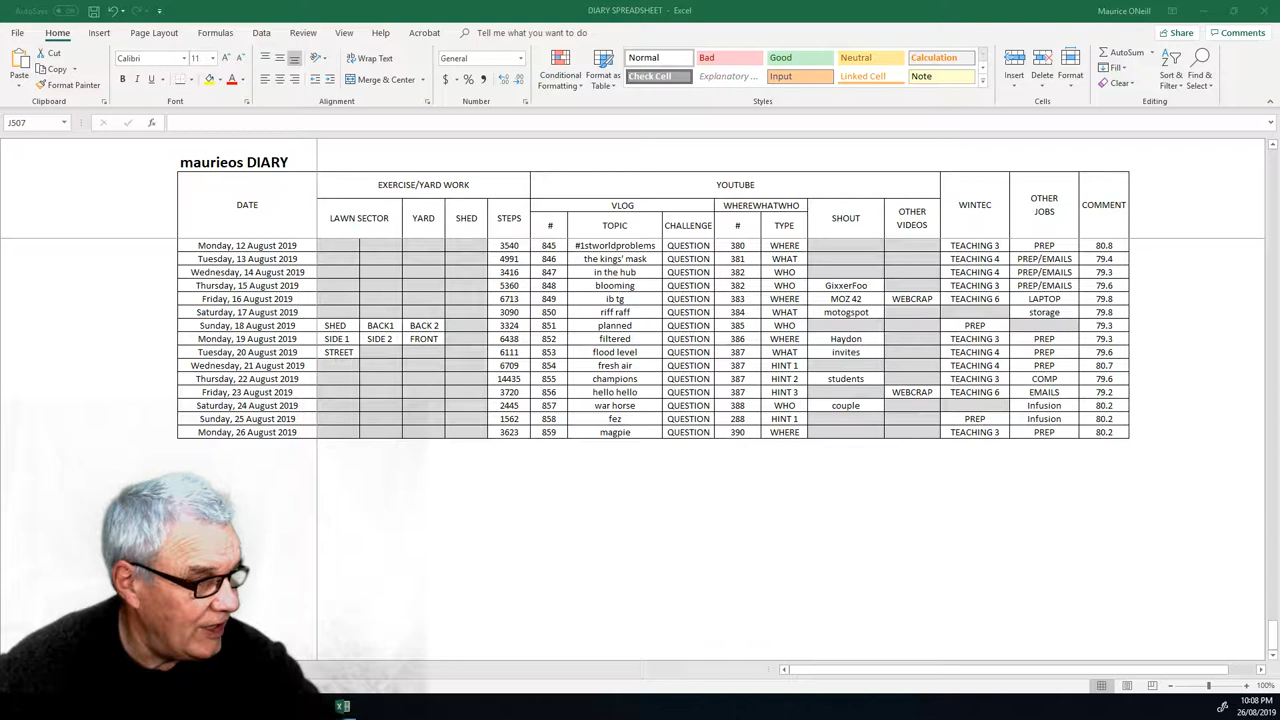 AutoSave Off
DIARY SPREADSHEET - Excel
Maurice ONeill
File Home Insert Page Layout Formulas Data Review View Help Acrobat Tell me what you want to do Share Comments
Paste
Cut
Copy
Format Painter
Calibri 11
B I U
Wrap Text
Merge & Center
General
$ % ,
Conditional Formatting
Format as Table
Normal Bad Good Neutral Calculation
Check Cell Explanatory ... Input Linked Cell Note
Insert Delete Format
AutoSum
Fill
Clear
Sort & Filter
Find & Select
Clipboard Font Alignment Number Styles Cells Editing
J507 fx
maurieos DIARY
DATE EXERCISE/YARD WORK YOUTUBE WINTEC OTHER JOBS COMMENT
LAWN SECTOR YARD SHED STEPS VLOG WHEREWHATWHO SHOUT OTHER VIDEOS
# TOPIC CHALLENGE # TYPE
Monday, 12 August 2019 3540 845 #1stworldproblems QUESTION 380 WHERE TEACHING 3 PREP 80.8
Tuesday, 13 August 2019 4991 846 the kings' mask QUESTION 381 WHAT TEACHING 4 PREP/EMAILS 79.4
Wednesday, 14 August 2019 3416 847 in the hub QUESTION 382 WHO TEACHING 4 PREP/EMAILS 79.3
Thursday, 15 August 2019 5360 848 blooming QUESTION 382 WHO GixxerFoo TEACHING 3 PREP/EMAILS 79.6
Friday, 16 August 2019 6713 849 ib tg QUESTION 383 WHERE MOZ 42 WEBCRAP TEACHING 6 LAPTOP 79.8
Saturday, 17 August 2019 3090 850 riff raff QUESTION 384 WHAT motogspot storage 79.8
Sunday, 18 August 2019 SHED BACK1 BACK 2 3324 851 planned QUESTION 385 WHO PREP 79.3
Monday, 19 August 2019 SIDE 1 SIDE 2 FRONT 6438 852 filtered QUESTION 386 WHERE Haydon TEACHING 3 PREP 79.3
Tuesday, 20 August 2019 STREET 6111 853 flood level QUESTION 387 WHAT invites TEACHING 4 PREP 79.6
Wednesday, 21 August 2019 6709 854 fresh air QUESTION 387 HINT 1 TEACHING 4 PREP 80.7
Thursday, 22 August 2019 14435 855 champions QUESTION 387 HINT 2 students TEACHING 3 COMP 79.6
Friday, 23 August 2019 3720 856 hello hello QUESTION 387 HINT 3 WEBCRAP TEACHING 6 EMAILS 79.2
Saturday, 24 August 2019 2445 857 war horse QUESTION 388 WHO couple Infusion 80.2
Sunday, 25 August 2019 1562 858 fez QUESTION 288 HINT 1 PREP Infusion 80.2
Monday, 26 August 2019 3623 859 magpie QUESTION 390 WHERE TEACHING 3 PREP 80.2
100%
10:08 PM
26/08/2019